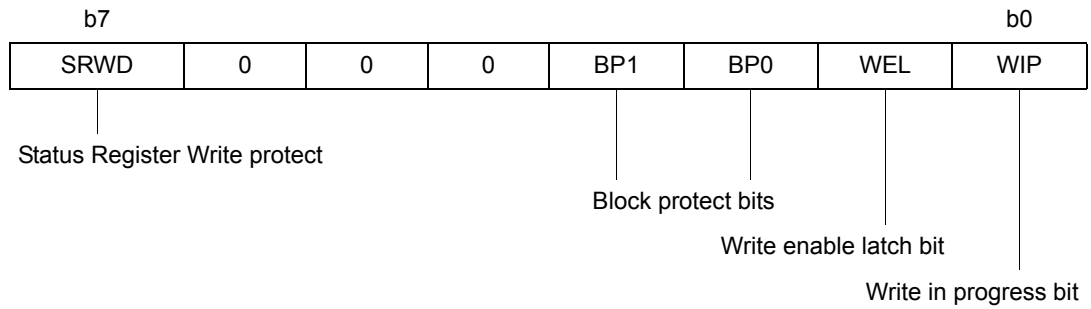 b7 b0
SRWD 0 0 0 BP1 BP0 WEL WIP
Status Register Write protect
Block protect bits
Write enable latch bit
Write in progress bit